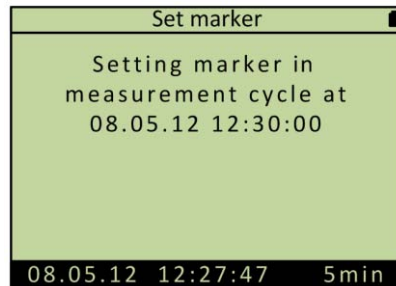 Set marker
Setting marker in
measurement cycle at
08.05.12 12:30:00
08.05.12 12:27:47 5min